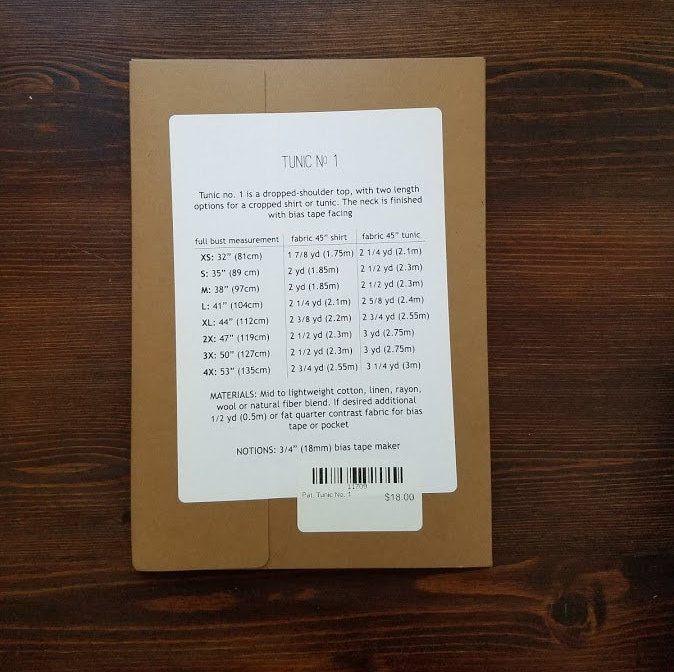 TUNIC Nº 1
Tunic no. 1 is a dropped-shoulder top, with two length
options for a cropped shirt or tunic. The neck is finished
with bias tape facing
full bust measurement fabric 45" shirt fabric 45" tunic
XS: 32" (81cm) 1 7/8 yd (1.75m) 2 1/4 yd (2.1m)
S: 35" (89 cm) 2 yd (1.85m) 2 1/2 yd (2.3m)
M: 38" (97cm) 2 yd (1.85m) 2 1/2 yd (2.3m)
L: 41" (104cm) 2 1/4 yd (2.1m) 2 5/8 yd (2.4m)
XL: 44" (112cm) 2 3/8 yd (2.2m) 2 3/4 yd (2.55m)
2X: 47" (119cm) 2 1/2 yd (2.3m) 3 yd (2.75m)
3X: 50" (127cm) 2 1/2 yd (2.3m) 3 yd (2.75m)
4X: 53" (135cm) 2 3/4 yd (2.55m) 3 1/4 yd (3m)
MATERIALS: Mid to lightweight cotton, linen, rayon,
wool or natural fiber blend. If desired additional
1/2 yd (0.5m) or fat quarter contrast fabric for bias
tape or pocket
NOTIONS: 3/4" (18mm) bias tape maker
11709
Pat. Tunic No. 1
$18.00